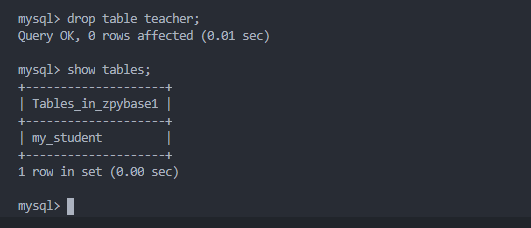 mysql> drop table teacher;
Query OK, 0 rows affected (0.01 sec)
mysql> show tables;
+--------------------+
| Tables_in_zpybase1 |
+--------------------+
| my_student         |
+--------------------+
1 row in set (0.00 sec)
mysql>